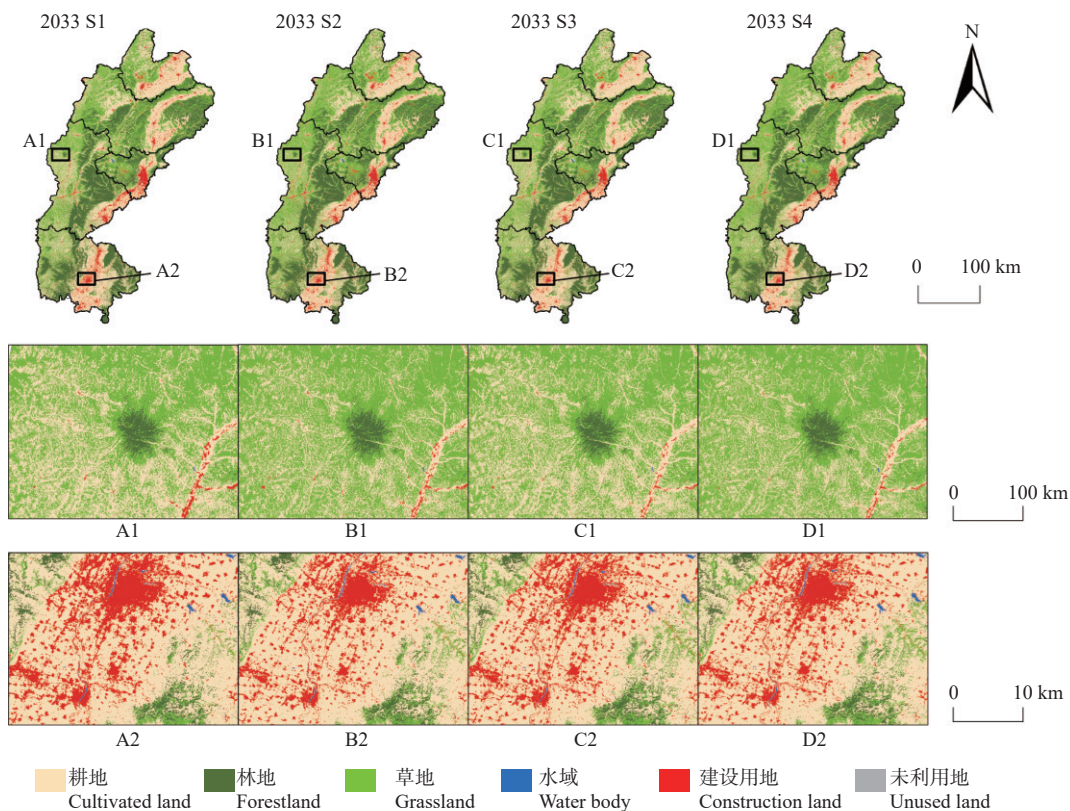 2033 S1
2033 S2
2033 S3
2033 S4
N
A1
B1
C1
D1
A2
B2
C2
D2
0 100 km
A1
B1
C1
D1
0 100 km
A2
B2
C2
D2
0 10 km
耕地
Cultivated land
林地
Forestland
草地
Grassland
水域
Water body
建设用地
Construction land
未利用地
Unused land